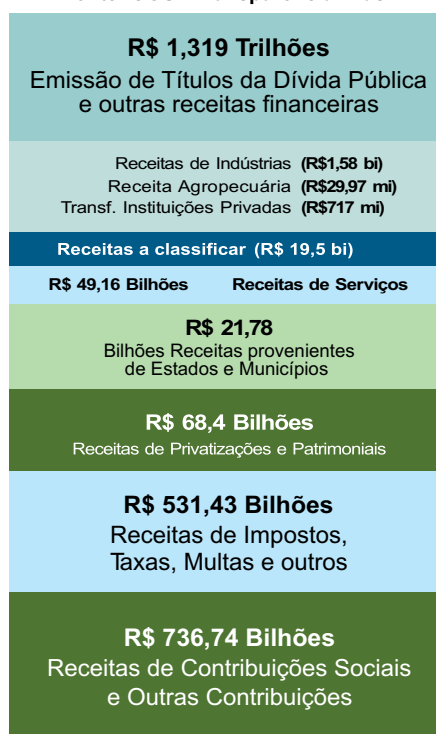 R$ 1,319 Trilhões
Emissão de Títulos da Dívida Pública
e outras receitas financeiras
Receitas de Indústrias (R$1,58 bi)
Receita Agropecuária (R$29,97 mi)
Transf. Instituições Privadas (R$717 mi)
Receitas a classificar (R$ 19,5 bi)
R$ 49,16 Bilhões Receitas de Serviços
R$ 21,78
Bilhões Receitas provenientes
de Estados e Municípios
R$ 68,4 Bilhões
Receitas de Privatizações e Patrimoniais
R$ 531,43 Bilhões
Receitas de Impostos,
Taxas, Multas e outros
R$ 736,74 Bilhões
Receitas de Contribuições Sociais
e Outras Contribuições